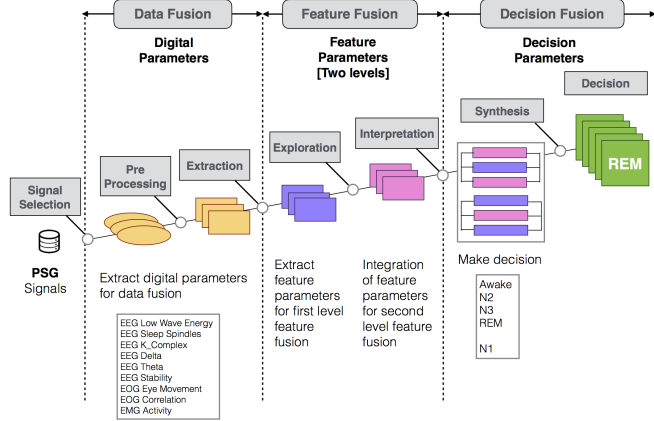 Data Fusion
Feature Fusion
Decision Fusion
Digital
Parameters
Feature
Parameters
[Two levels]
Decision
Parameters
Signal
Selection
Pre
Processing
Extraction
Exploration
Interpretation
Synthesis
Decision
REM
PSG
Signals
Extract digital parameters
for data fusion
EEG Low Wave Energy
EEG Sleep Spindles
EEG K_Complex
EEG Delta
EEG Theta
EEG Stability
EOG Eye Movement
EOG Correlation
EMG Activity
Extract
feature
parameters
for first level
feature
fusion
Integration
of feature
parameters
for second
level feature
fusion
Make decision
Awake
N2
N3
REM
N1